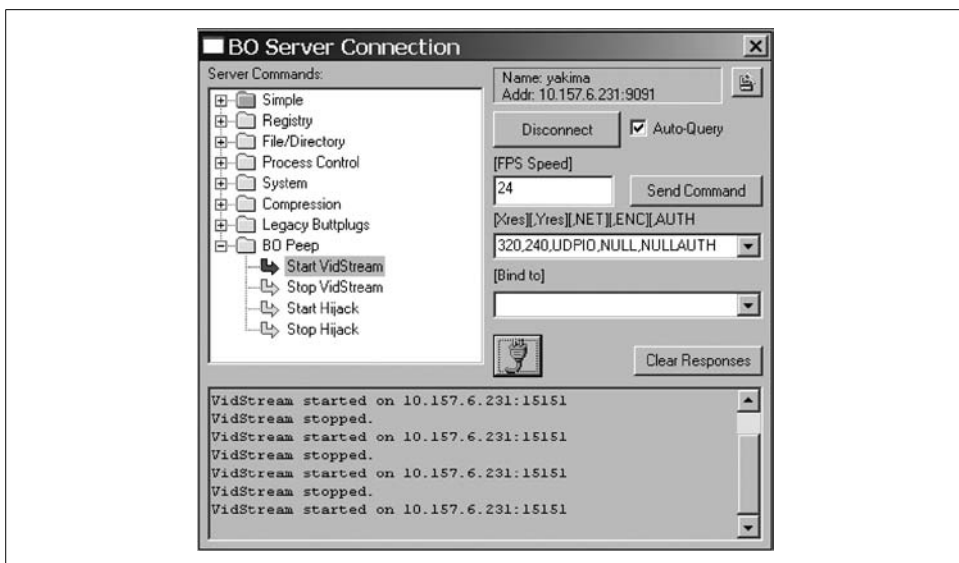 BO Server Connection
Server Commands:
Simple
Registry
File/Directory
Process Control
System
Compression
Legacy Buttplugs
BO Peep
Start VidStream
Stop VidStream
Start Hijack
Stop Hijack
Name: yakima
Addr: 10.157.6.231:9091
Disconnect
Auto-Query
[FPS Speed]
24
Send Command
[Xres][,Yres][,NET][,ENC][,AUTH
320,240,UDPIO,NULL,NULLAUTH
[Bind to]
Clear Responses
VidStream started on 10.157.6.231:15151
VidStream stopped.
VidStream started on 10.157.6.231:15151
VidStream stopped.
VidStream started on 10.157.6.231:15151
VidStream stopped.
VidStream started on 10.157.6.231:15151